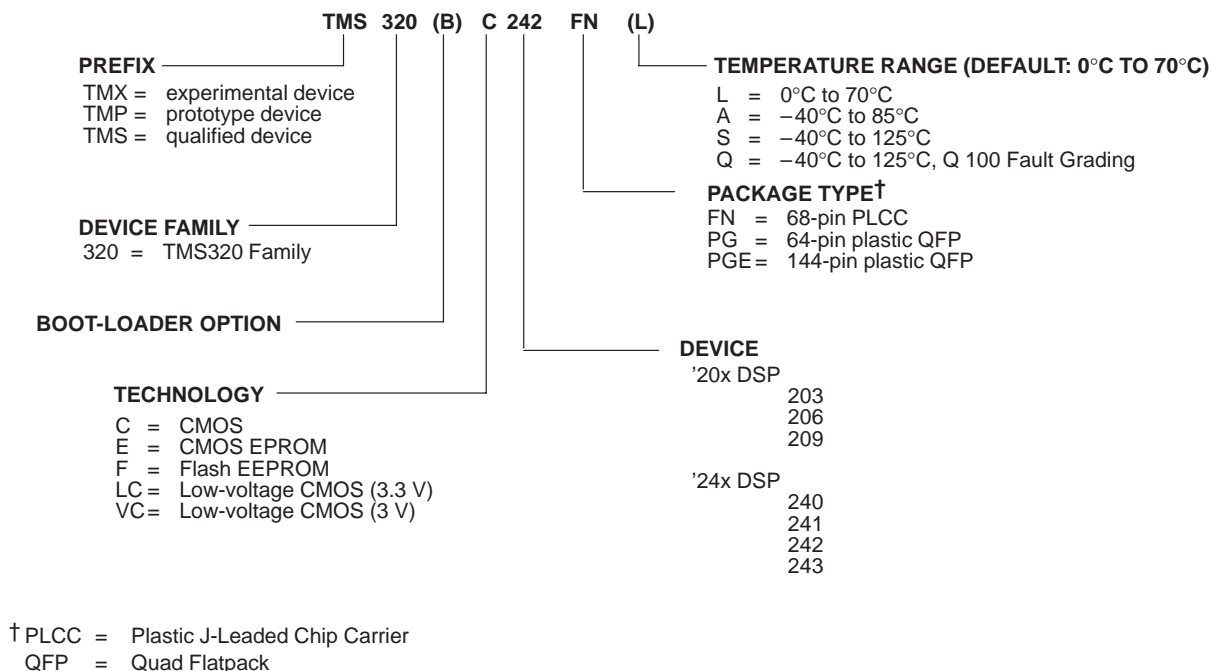 TMS 320 (B) C 242 FN (L)
PREFIX
TMX = experimental device
TMP = prototype device
TMS = qualified device
TEMPERATURE RANGE (DEFAULT: 0°C TO 70°C)
L = 0°C to 70°C
A = –40°C to 85°C
S = –40°C to 125°C
Q = –40°C to 125°C, Q 100 Fault Grading
PACKAGE TYPE†
FN = 68-pin PLCC
PG = 64-pin plastic QFP
PGE = 144-pin plastic QFP
DEVICE FAMILY
320 = TMS320 Family
BOOT-LOADER OPTION
DEVICE
’20x DSP
203
206
209
’24x DSP
240
241
242
243
TECHNOLOGY
C = CMOS
E = CMOS EPROM
F = Flash EEPROM
LC = Low-voltage CMOS (3.3 V)
VC = Low-voltage CMOS (3 V)
† PLCC = Plastic J-Leaded Chip Carrier
QFP = Quad Flatpack